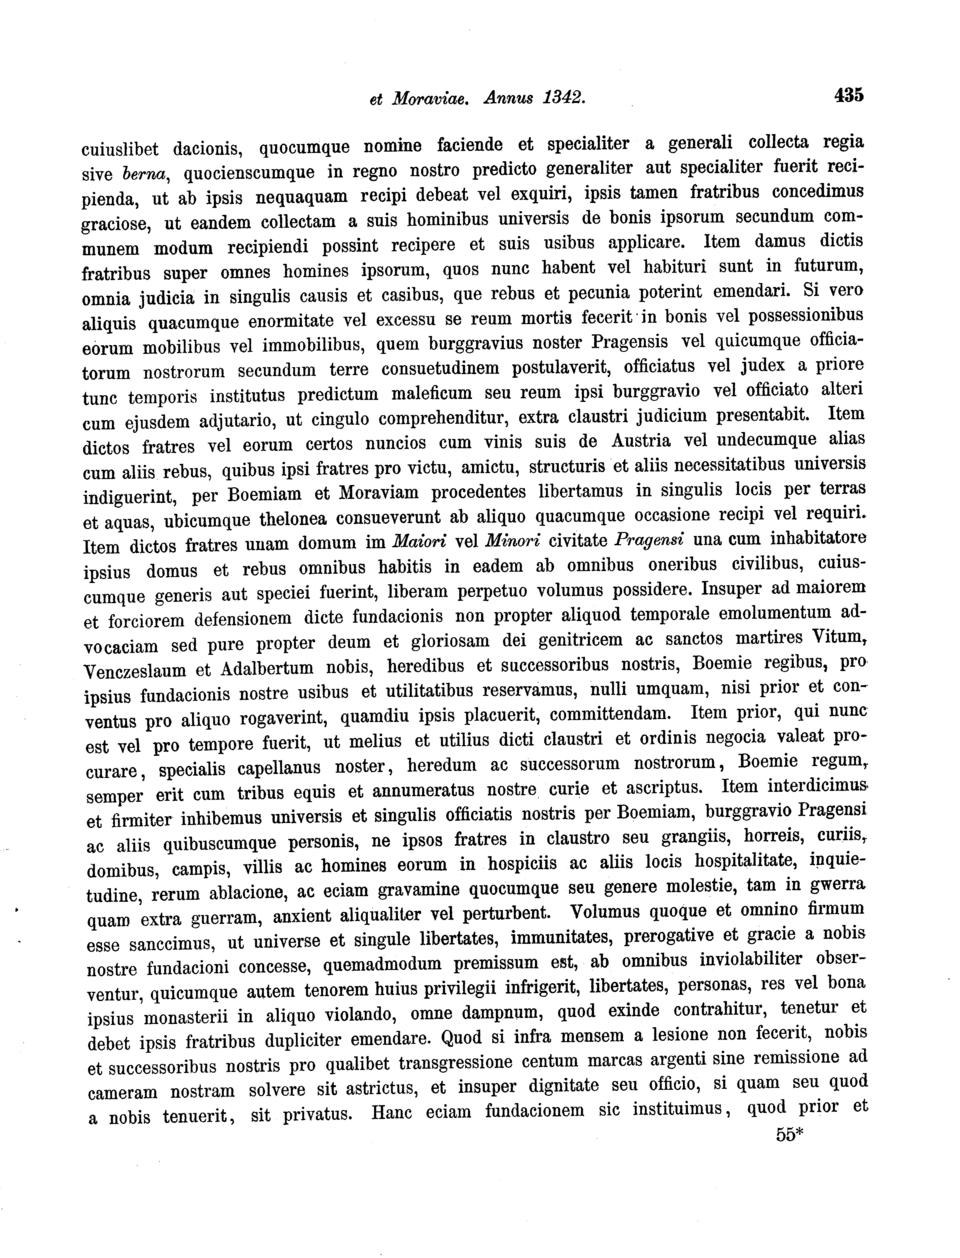 et Moraviae. Annus 1342. 435
cuiuslibet dacionis, quocumque nomine faciende et specialiter a generali collecta regia
sive berna, quocienscumque in regno nostro predicto generaliter aut specialiter fuerit reci-
pienda, ut ab ipsis nequaquam recipi debeat vel exquiri, ipsis tamen fratribus concedimus
graciose, ut eandem collectam a suis hominibus universis de bonis ipsorum secundum com-
munem modum recipiendi possint recipere et suis usibus applicare. Item damus dictis
fratribus super omnes homines ipsorum, quos nunc habent vel habituri sunt in futurum,
omnia judicia in singulis causis et casibus, que rebus et pecunia poterint emendari. Si vero
aliquis quacumque enormitate vel excessu se reum mortis fecerit in bonis vel possessionibus
eorum mobilibus vel immobilibus, quem burggravius noster Pragensis vel quicumque officia-
torum nostrorum secundum terre consuetudinem postulaverit, officiatus vel judex a priore
tunc temporis institutus predictum maleficum seu reum ipsi burggravio vel officiato alteri
cum ejusdem adjutario, ut cingulo comprehenditur, extra claustri judicium presentabit. Item
dictos fratres vel eorum certos nuncios cum vinis suis de Austria vel undecumque alias
cum aliis rebus, quibus ipsi fratres pro victu, amictu, structuris et aliis necessitatibus universis
indiguerint, per Boemiam et Moraviam procedentes libertamus in singulis locis per terras
et aquas, ubicumque thelonea consueverunt ab aliquo quacumque occasione recipi vel requiri.
Item dictos fratres unam domum im Maiori vel Minori civitate Pragensi una cum inhabitatore
ipsius domus et rebus omnibus habitis in eadem ab omnibus oneribus civilibus, cuius-
cumque generis aut speciei fuerint, liberam perpetuo volumus possidere. Insuper ad maiorem
et forciorem defensionem dicte fundacionis non propter aliquod temporale emolumentum ad-
vocaciam sed pure propter deum et gloriosam dei genitricem ac sanctos martires Vitum,
Venczeslaum et Adalbertum nobis, heredibus et successoribus nostris, Boemie regibus, pro
ipsius fundacionis nostre usibus et utilitatibus reservamus, nulli umquam, nisi prior et con-
ventus pro aliquo rogaverint, quamdiu ipsis placuerit, committendam. Item prior, qui nunc
est vel pro tempore fuerit, ut melius et utilius dicti claustri et ordinis negocia valeat pro-
curare, specialis capellanus noster, heredum ac successorum nostrorum, Boemie regum,
semper erit cum tribus equis et annumeratus nostre curie et ascriptus. Item interdicimus
et firmiter inhibemus universis et singulis officiatis nostris per Boemiam, burggravio Pragensi
ac aliis quibuscumque personis, ne ipsos fratres in claustro seu grangiis, horreis, curiis,
domibus, campis, villis ac homines eorum in hospiciis ac aliis locis hospitalitate, inquie-
tudine, rerum ablacione, ac eciam gravamine quocumque seu genere molestie, tam in gwerra
quam extra guerram, anxient aliqualiter vel perturbent. Volumus quoque et omnino firmum
esse sanccimus, ut universe et singule libertates, immunitates, prerogative et gracie a nobis
nostre fundacioni concesse, quemadmodum premissum est, ab omnibus inviolabiliter obser-
ventur, quicumque autem tenorem huius privilegii infrigerit, libertates, personas, res vel bona
ipsius monasterii in aliquo violando, omne dampnum, quod exinde contrahitur, tenetur et
debet ipsis fratribus dupliciter emendare. Quod si infra mensem a lesione non fecerit, nobis
et successoribus nostris pro qualibet transgressione centum marcas argenti sine remissione ad
cameram nostram solvere sit astrictus, et insuper dignitate seu officio, si quam seu quod
a nobis tenuerit, sit privatus. Hanc eciam fundacionem sic instituimus, quod prior et
55*